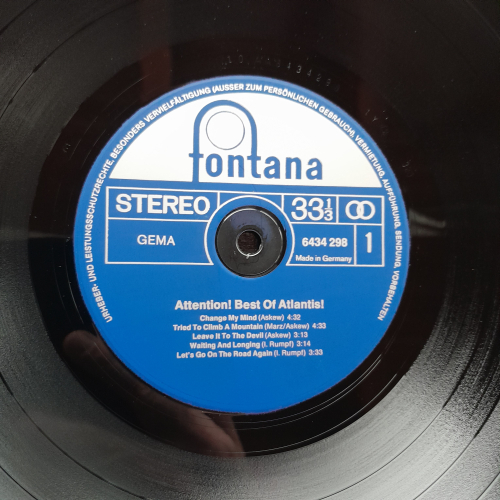 URHEBER- UND LEISTUNGSSCHUTZRECHTE, BESONDERS VERVIELFÄLTIGUNG (AUSSER ZUM PERSÖNLICHEN GEBRAUCH), VERMIETUNG, AUFFÜHRUNG, SENDUNG, VORBEHALTEN
fontana
STEREO
33 1/3
GEMA
6434 298
1
Made in Germany
Attention! Best Of Atlantis!
Change My Mind (Askew) 4:32
Tried To Climb A Mountain (Marz/Askew) 4:33
Leave It To The Devil (Askew) 3:13
Waiting And Longing (I. Rumpf) 3:14
Let's Go On The Road Again (I. Rumpf) 3:33